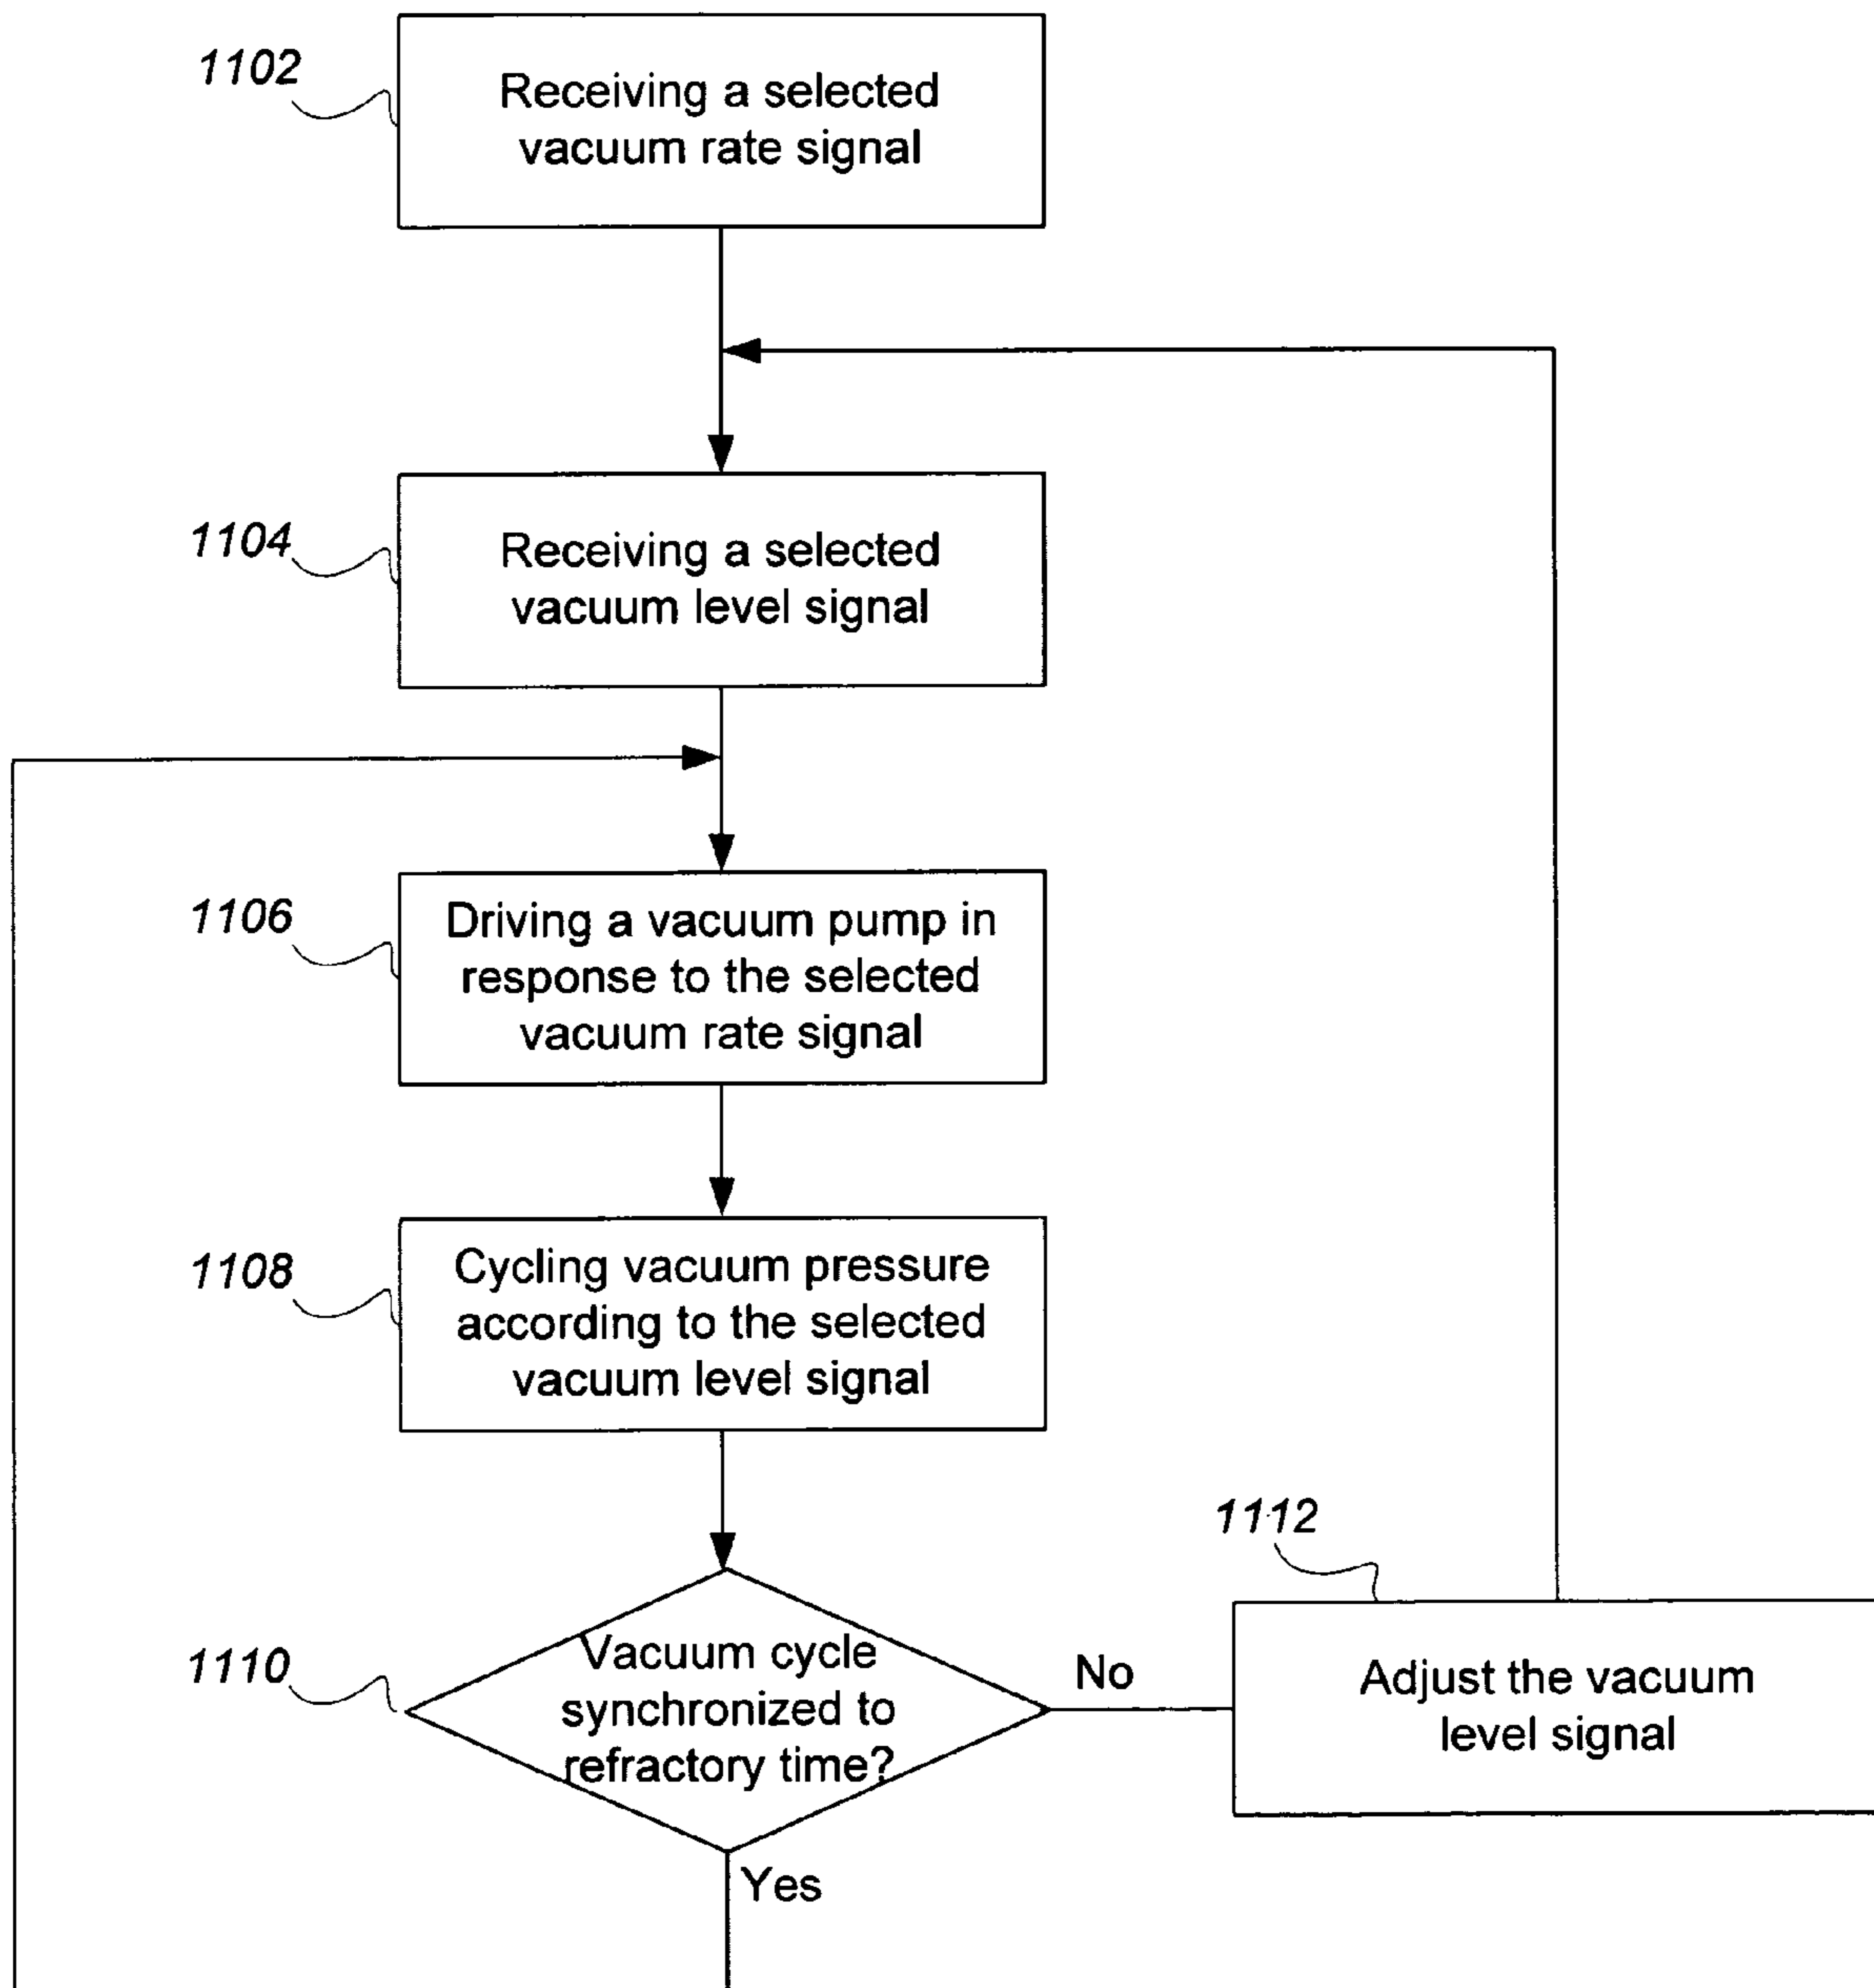 1102
Receiving a selected
vacuum rate signal
1104
Receiving a selected
vacuum level signal
1106
Driving a vacuum pump in
response to the selected
vacuum rate signal
1108
Cycling vacuum pressure
according to the selected
vacuum level signal
1110
Vacuum cycle
synchronized to
refractory time?
No
1112
Adjust the vacuum
level signal
Yes